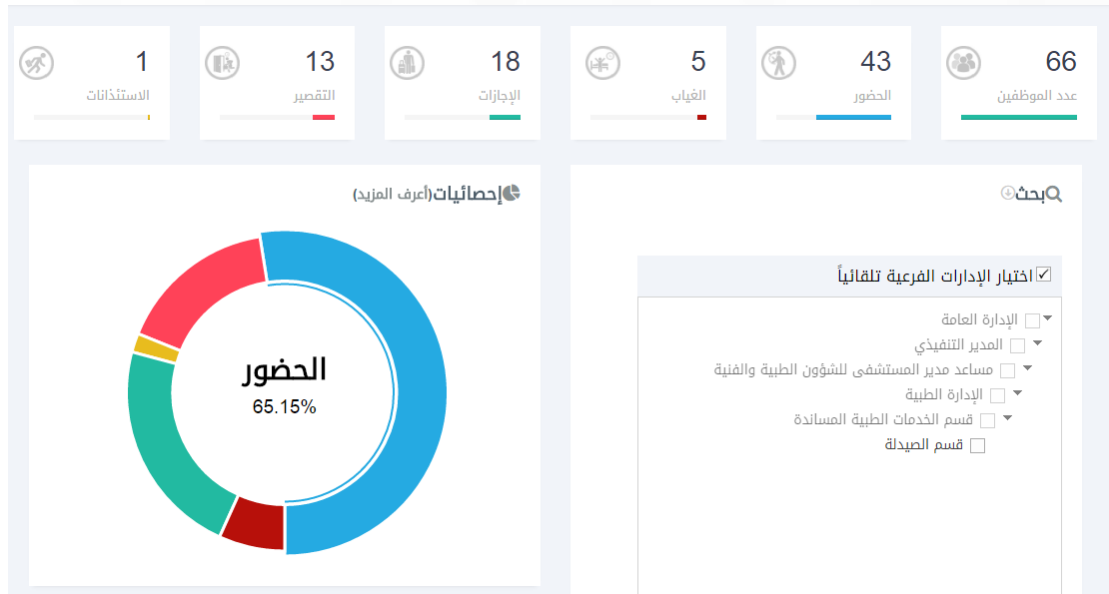 66
عدد الموظفين
43
الحضور
5
الغياب
18
الإجازات
13
التقصير
1
الاستئذانات
بحث
اختيار الإدارات الفرعية تلقائياً
الإدارة العامة
المدير التنفيذي
مساعد مدير المستشفى للشؤون الطبية والفنية
الإدارة الطبية
قسم الخدمات الطبية المساندة
قسم الصيدلة
إحصائيات(أعرف المزيد)
الحضور
65.15%